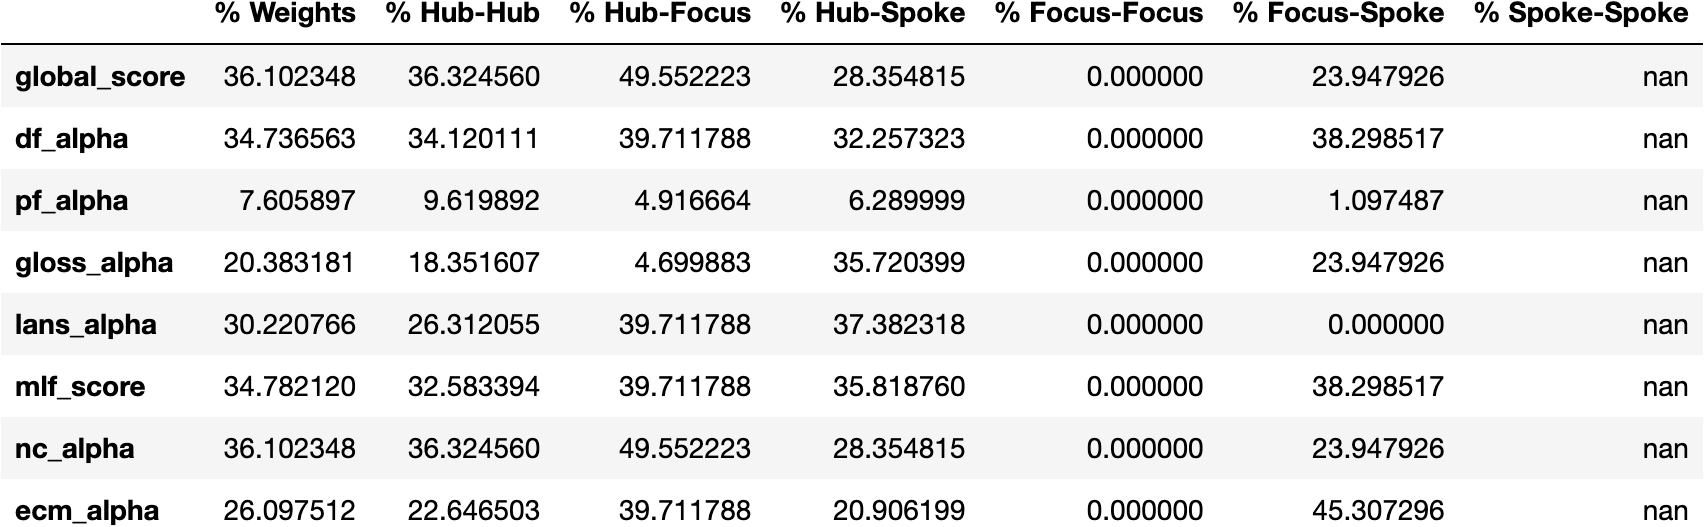 % Weights % Hub-Hub % Hub-Focus % Hub-Spoke % Focus-Focus % Focus-Spoke % Spoke-Spoke
global_score 36.102348 36.324560 49.552223 28.354815 0.000000 23.947926 nan
df_alpha 34.736563 34.120111 39.711788 32.257323 0.000000 38.298517 nan
pf_alpha 7.605897 9.619892 4.916664 6.289999 0.000000 1.097487 nan
gloss_alpha 20.383181 18.351607 4.699883 35.720399 0.000000 23.947926 nan
lans_alpha 30.220766 26.312055 39.711788 37.382318 0.000000 0.000000 nan
mlf_score 34.782120 32.583394 39.711788 35.818760 0.000000 38.298517 nan
nc_alpha 36.102348 36.324560 49.552223 28.354815 0.000000 23.947926 nan
ecm_alpha 26.097512 22.646503 39.711788 20.906199 0.000000 45.307296 nan